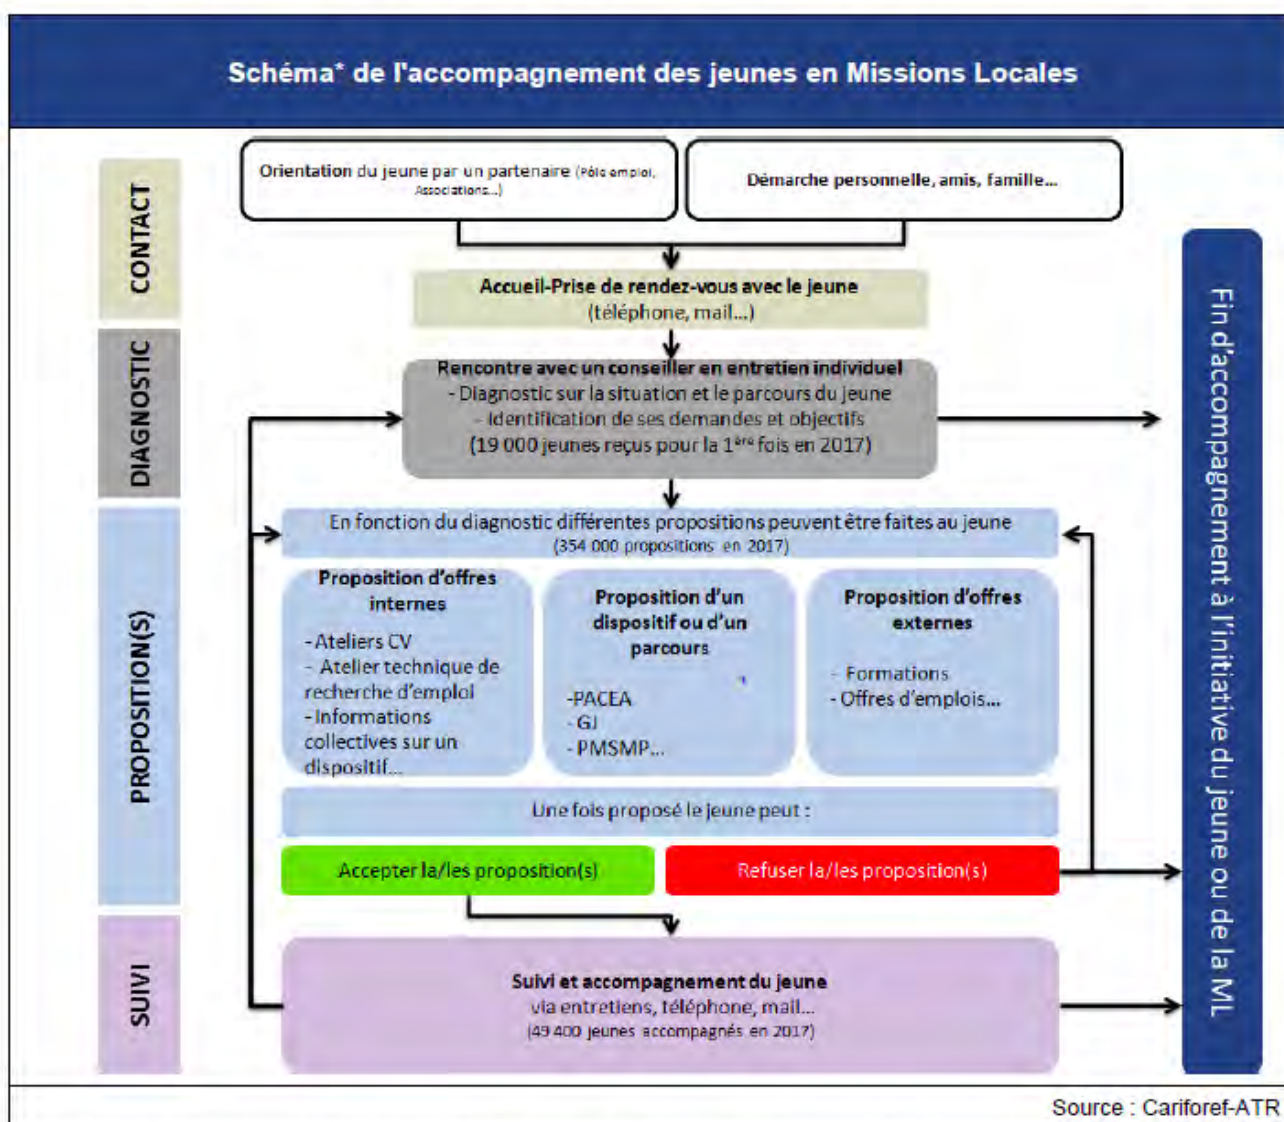 Schéma* de l'accompagnement des jeunes en Missions Locales
CONTACT
Orientation du jeune par un partenaire (Pôle emploi,
Associations...)
Démarche personnelle, amis, famille...
Accueil-Prise de rendez-vous avec le jeune
(téléphone, mail...)
DIAGNOSTIC
Rencontre avec un conseiller en entretien individuel
- Diagnostic sur la situation et le parcours du jeune
- Identification de ses demandes et objectifs
(19 000 jeunes reçus pour la 1ère fois en 2017)
PROPOSITION(S)
En fonction du diagnostic différentes propositions peuvent être faites au jeune
(354 000 propositions en 2017)
Proposition d'offres
internes
- Ateliers CV
- Atelier technique de
recherche d'emploi
- Informations
collectives sur un
dispositif...
Proposition d'un
dispositif ou d'un
parcours
-PACEA
- GJ
- PMSMP...
Proposition d'offres
externes
- Formations
- Offres d'emplois...
Une fois proposé le jeune peut :
Accepter la/les proposition(s)
Refuser la/les proposition(s)
SUIVI
Suivi et accompagnement du jeune
via entretiens, téléphone, mail...
(49 400 jeunes accompagnés en 2017)
Fin d'accompagnement à l'initiative du jeune ou de la ML
Source : Cariforef-ATR